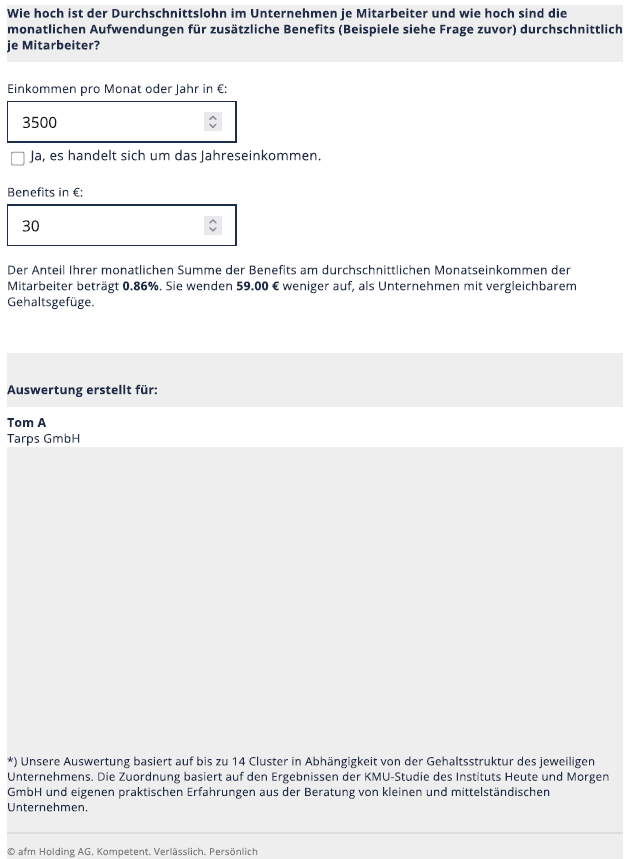 Wie hoch ist der Durchschnittslohn im Unternehmen je Mitarbeiter und wie hoch sind die
monatlichen Aufwendungen für zusätzliche Benefits (Beispiele siehe Frage zuvor) durchschnittlich
je Mitarbeiter?
Einkommen pro Monat oder Jahr in €:
3500
Ja, es handelt sich um das Jahreseinkommen.
Benefits in €:
30
Der Anteil Ihrer monatlichen Summe der Benefits am durchschnittlichen Monatseinkommen der
Mitarbeiter beträgt 0.86%. Sie wenden 59.00 € weniger auf, als Unternehmen mit vergleichbarem
Gehaltsgefüge.
Auswertung erstellt für:
Tom A
Tarps GmbH
*) Unsere Auswertung basiert auf bis zu 14 Cluster in Abhängigkeit von der Gehaltsstruktur des jeweiligen
Unternehmens. Die Zuordnung basiert auf den Ergebnissen der KMU-Studie des Instituts Heute und Morgen
GmbH und eigenen praktischen Erfahrungen aus der Beratung von kleinen und mittelständischen
Unternehmen.
© afm Holding AG. Kompetent. Verlässlich. Persönlich